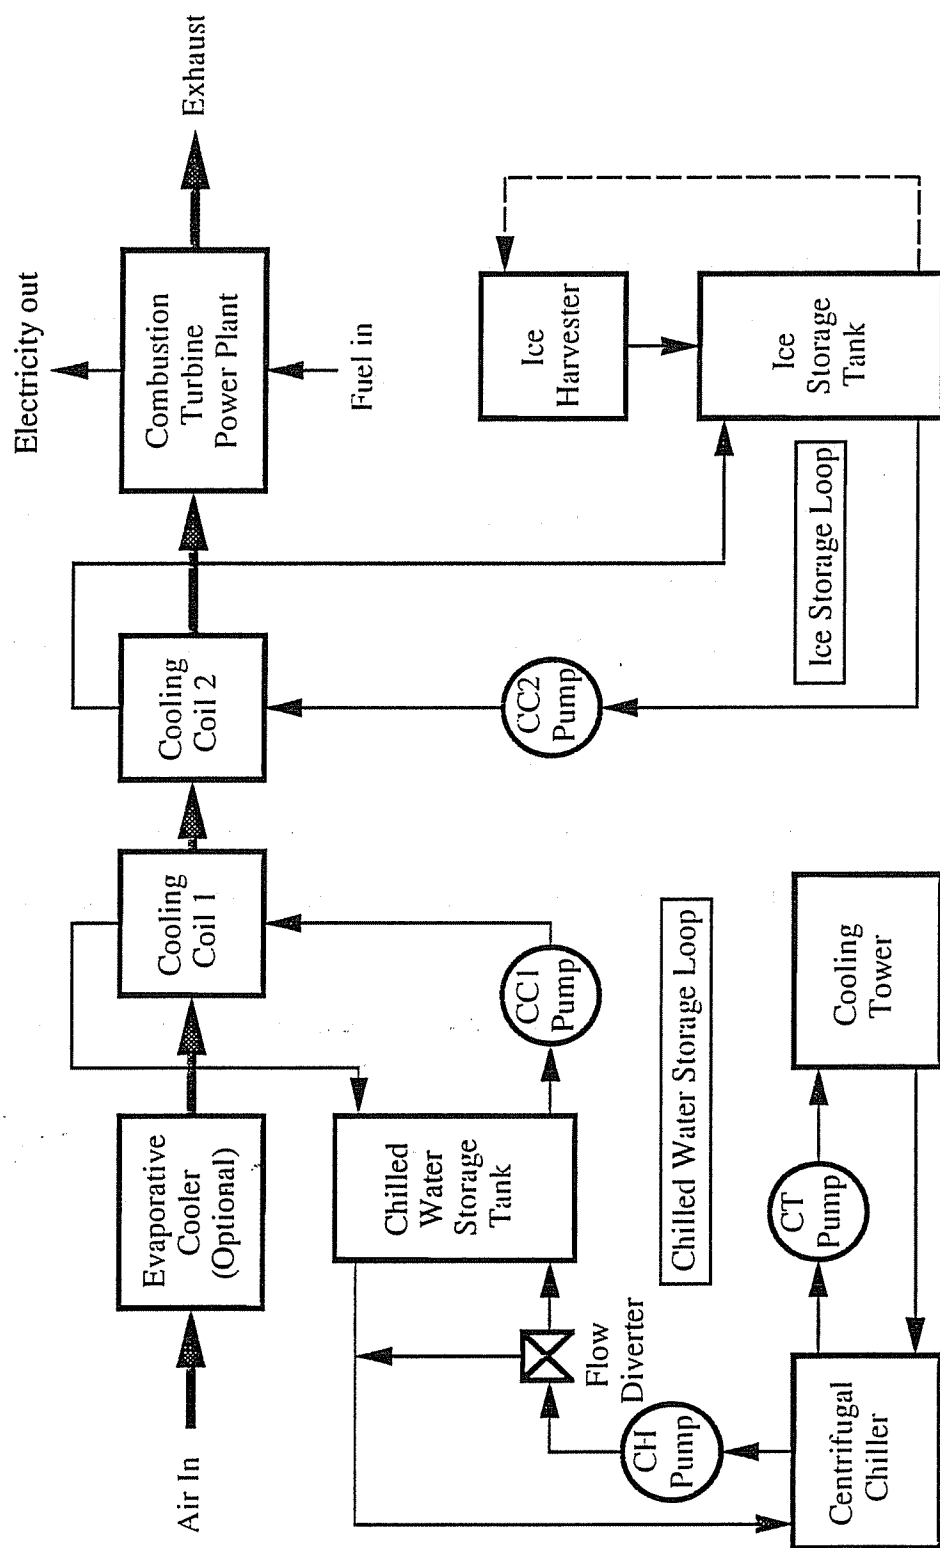 Electricity out
Air In
Evaporative
Cooler
(Optional)
Cooling
Coil 1
Cooling
Coil 2
Combustion
Turbine
Power Plant
Exhaust
Fuel in
Chilled
Water
Storage
Tank
CC1
Pump
CC2
Pump
Ice
Harvester
Flow
Diverter
CH
Pump
Chilled Water Storage Loop
Ice Storage Loop
Ice
Storage
Tank
CT
Pump
Cooling
Tower
Centrifugal
Chiller